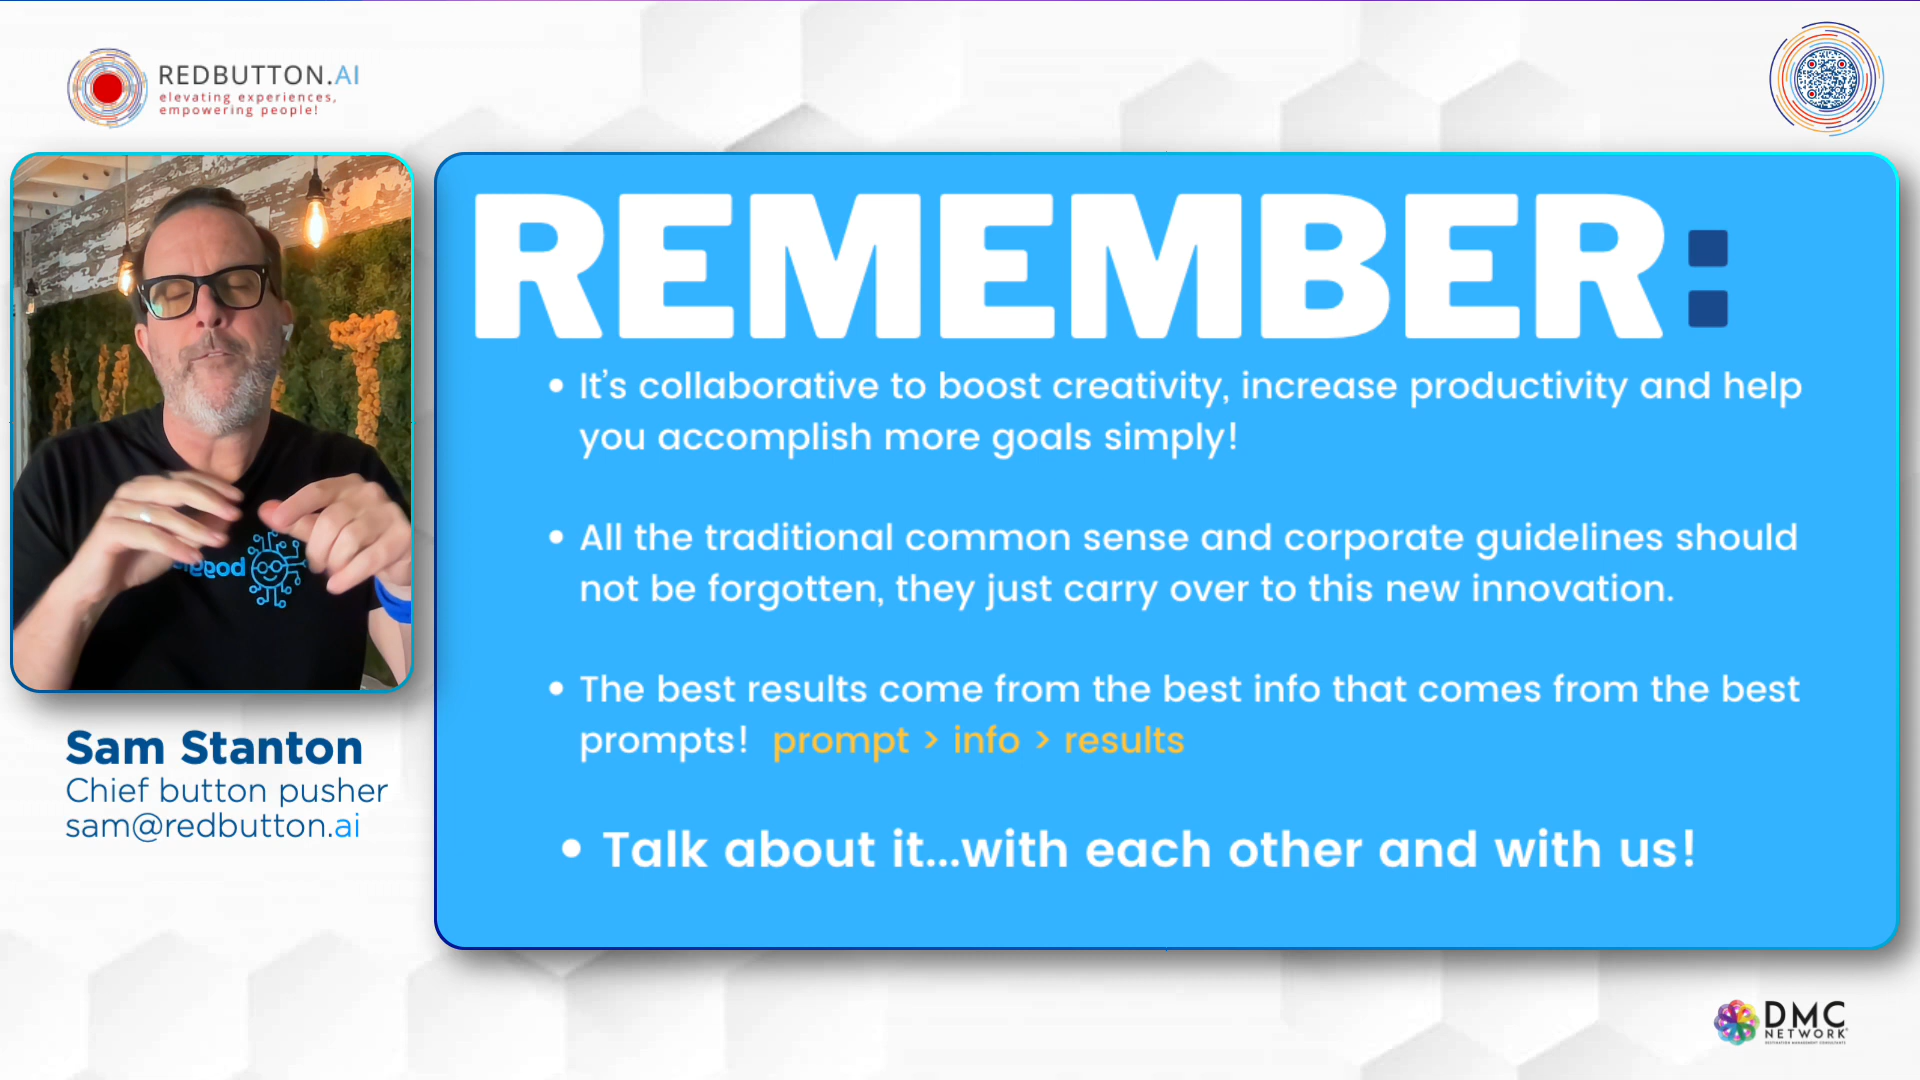 REDBUTTON.AI
elevating experiences,
empowering people!
REMEMBER:
• It's collaborative to boost creativity, increase productivity and help
you accomplish more goals simply!
• All the traditional common sense and corporate guidelines should
not be forgotten, they just carry over to this new innovation.
• The best results come from the best info that comes from the best
prompts! prompt > info > results
• Talk about it...with each other and with us!
Sam Stanton
Chief button pusher
sam@redbutton.ai
DMC
NETWORK
DESTINATION MANAGEMENT CONSULTANTS